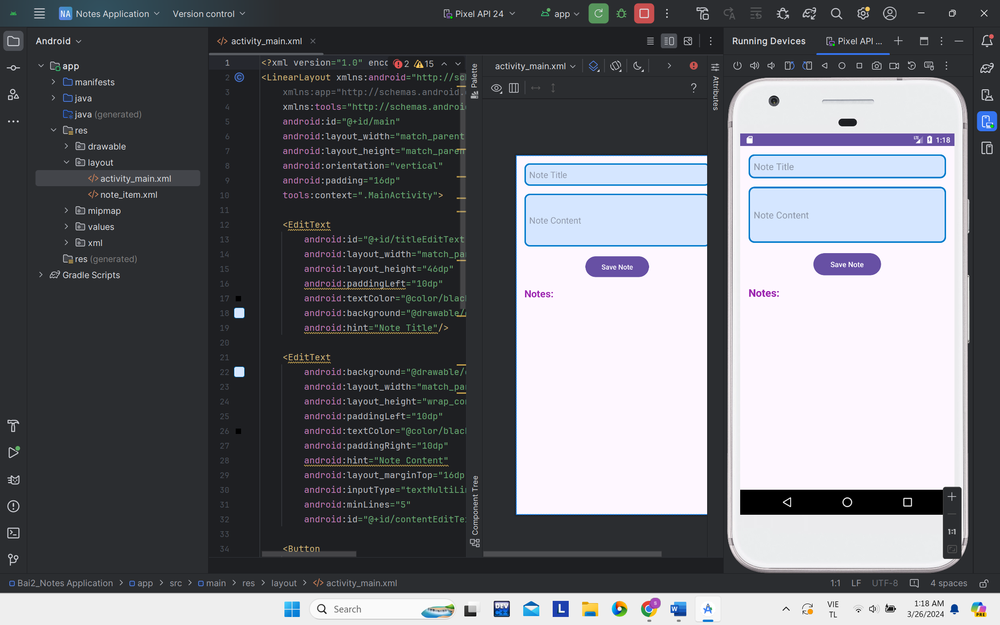 NA Notes Application Version control Pixel API 24 app
Android
activity_main.xml
Running Devices Pixel API ...
app
manifests
java
java (generated)
res
drawable
layout
activity_main.xml
note_item.xml
mipmap
values
xml
res (generated)
Gradle Scripts
2 15
1 <?xml version="1.0" enco
2 <LinearLayout xmlns:android="http://sc
3 xmlns:app="http://schemas.android.
4 xmlns:tools="http://schemas.androi
5 android:id="@+id/main"
6 android:layout_width="match_parent
7 android:layout_height="match_paren
8 android:orientation="vertical"
9 android:padding="16dp"
10 tools:context=".MainActivity">
11
12 <EditText
13 android:id="@+id/titleEditText
14 android:layout_width="match_pa
15 android:layout_height="46dp"
16 android:paddingLeft="10dp"
17 android:textColor="@color/blac
18 android:background="@drawable/
19 android:hint="Note Title"/>
20
21 <EditText
22 android:background="@drawable/
23 android:layout_width="match_pa
24 android:layout_height="wrap_co
25 android:paddingLeft="10dp"
26 android:textColor="@color/blac
27 android:paddingRight="10dp"
28 android:hint="Note Content"
29 android:layout_marginTop="16dp
30 android:inputType="textMultiLi
31 android:minLines="5"
32 android:id="@+id/contentEditTe
33
34 <Button
Palette
Component Tree
activity_main.xml
?
Attributes
Note Title
Note Content
Save Note
Notes:
LTE 1:18
Note Title
Note Content
Save Note
Notes:
1:1
Bai2_Notes Application > app > src > main > res > layout > activity_main.xml
1:1 LF UTF-8 4 spaces
Search
DEV C++
L
S
W
VIE
TL
1:18 AM
3/26/2024
PRE